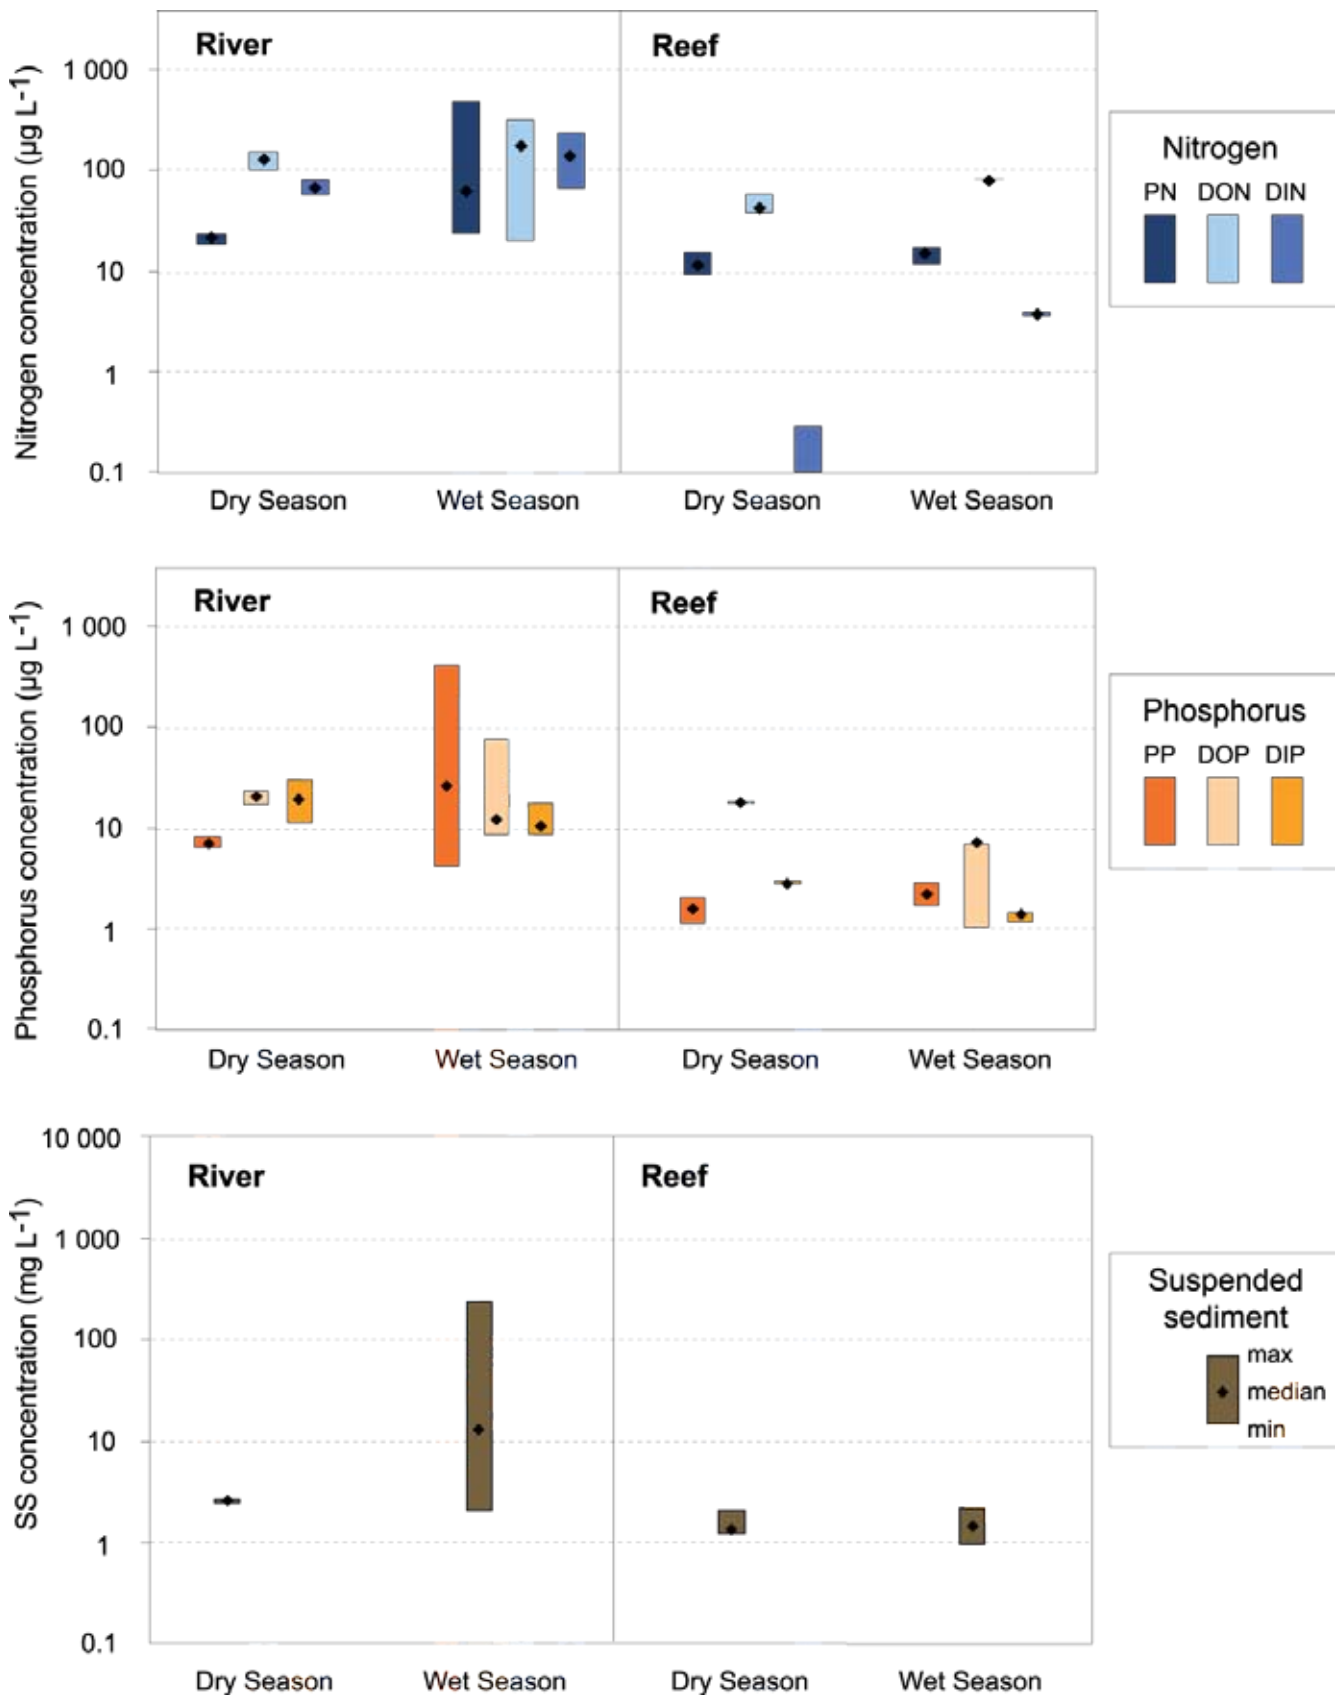 River
Reef
Nitrogen concentration (µg L-1)
1 000
100
10
1
0.1
Dry Season
Wet Season
Dry Season
Wet Season
Nitrogen
PN DON DIN
River
Reef
Phosphorus concentration (µg L-1)
1 000
100
10
1
0.1
Dry Season
Wet Season
Dry Season
Wet Season
Phosphorus
PP DOP DIP
River
Reef
SS concentration (mg L-1)
10 000
1 000
100
10
1
0.1
Dry Season
Wet Season
Dry Season
Wet Season
Suspended
sediment
max
median
min